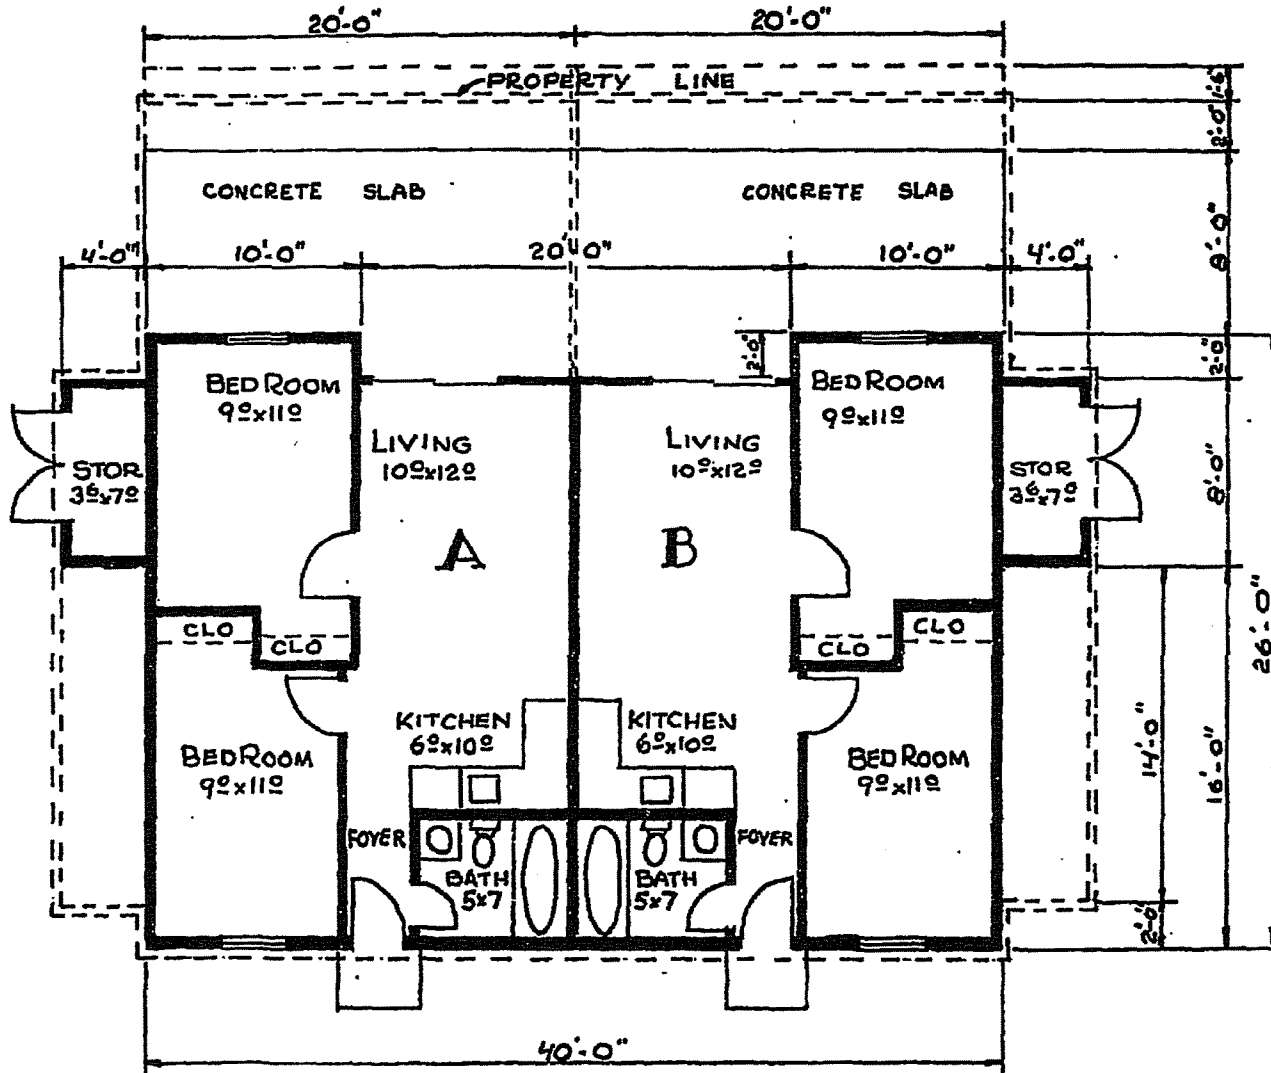 20'-0" 20'-0"
PROPERTY LINE
1'-6"
2'-0"
CONCRETE SLAB CONCRETE SLAB
8'-0"
4'-0" 10'-0" 20'-0" 10'-0" 4'-0"
2'-0" 2'-0"
BED ROOM BED ROOM
9⁰x11⁰ 9⁰x11⁰
LIVING LIVING
10⁰x12⁰ 10⁰x12⁰
STOR STOR
3⁶x7⁰ 3⁶x7⁰
8'-0"
A B
26'-0"
CLO CLO
CLO CLO
KITCHEN KITCHEN
6⁰x10⁰ 6⁰x10⁰
14'-0"
16'-0"
BED ROOM BED ROOM
9⁰x11⁰ 9⁰x11⁰
FOYER FOYER
BATH BATH
5x7 5x7
2'-0"
40'-0"